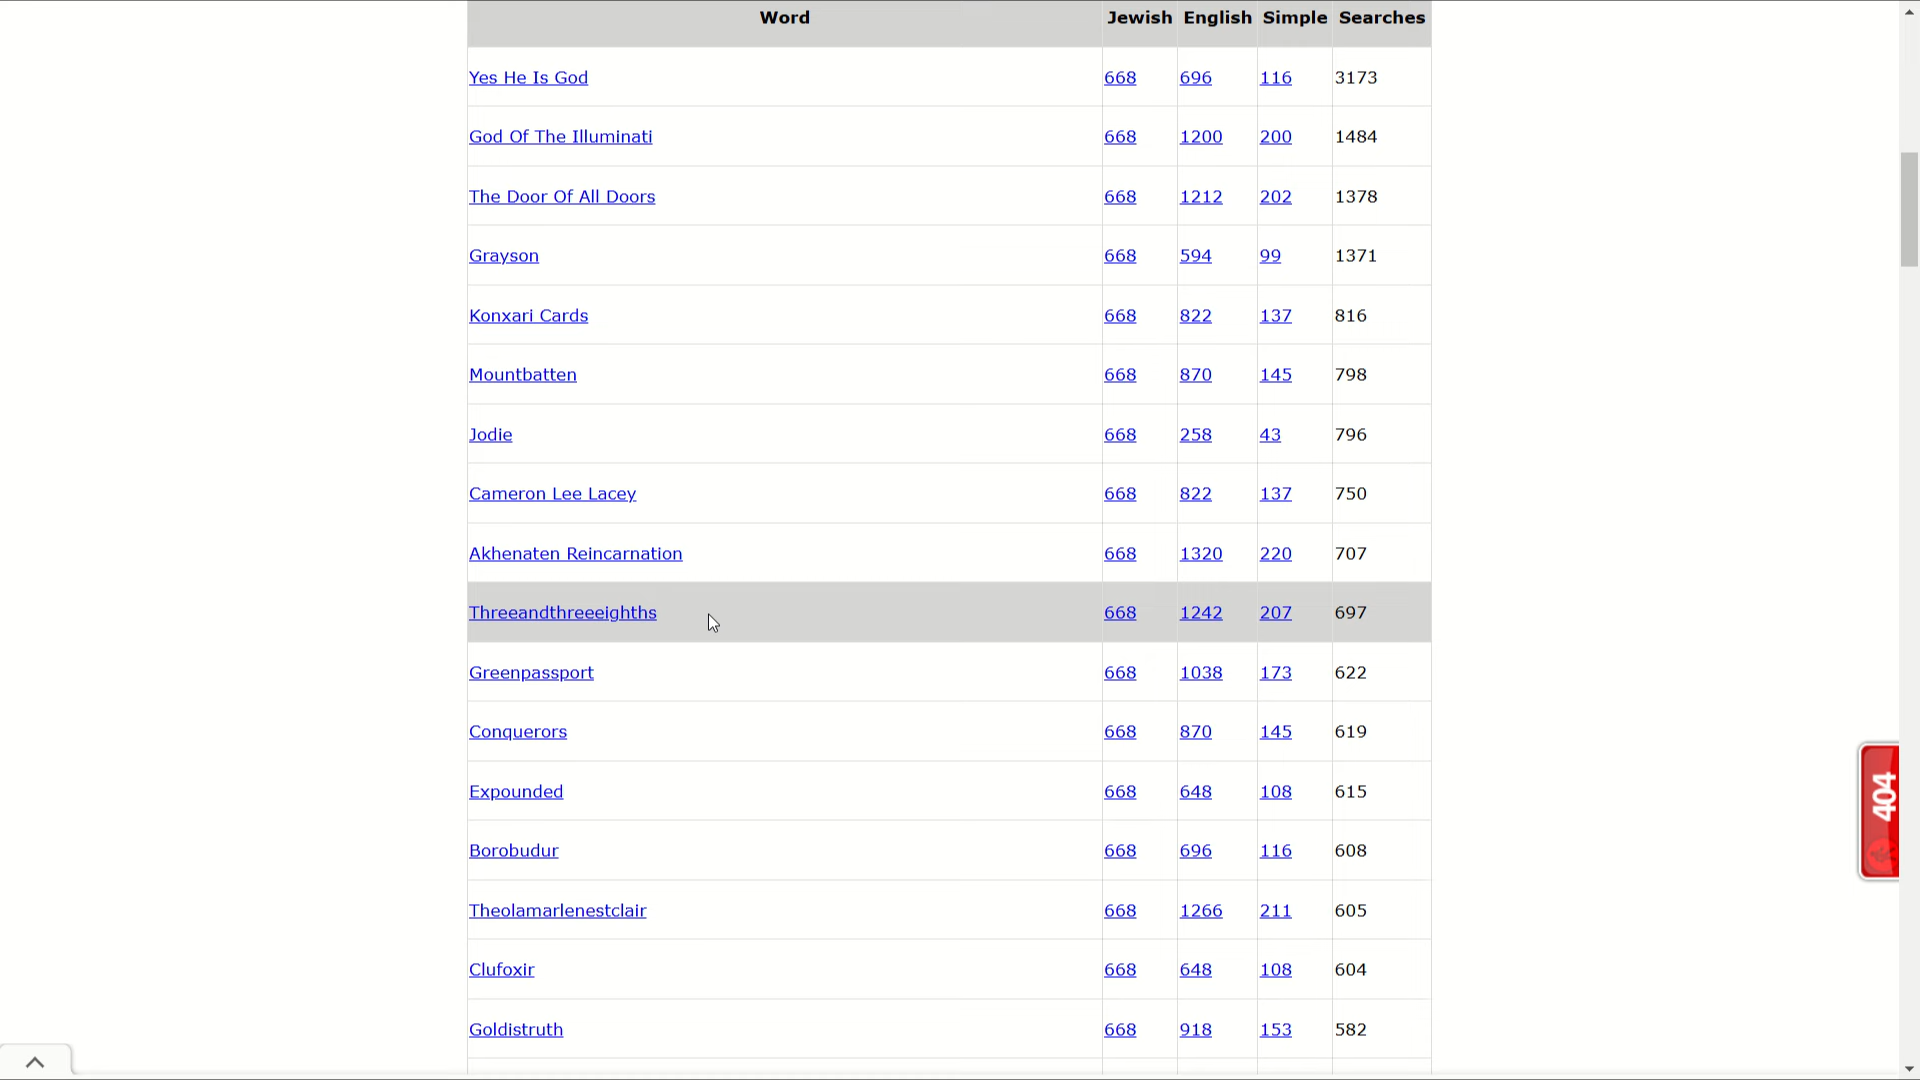 Word Jewish English Simple Searches
Yes He Is God 668 696 116 3173
God Of The Illuminati 668 1200 200 1484
The Door Of All Doors 668 1212 202 1378
Grayson 668 594 99 1371
Konxari Cards 668 822 137 816
Mountbatten 668 870 145 798
Jodie 668 258 43 796
Cameron Lee Lacey 668 822 137 750
Akhenaten Reincarnation 668 1320 220 707
Threeandthreeeighths 668 1242 207 697
Greenpassport 668 1038 173 622
Conquerors 668 870 145 619
Expounded 668 648 108 615
Borobudur 668 696 116 608
Theolamarlenestclair 668 1266 211 605
Clufoxir 668 648 108 604
Goldistruth 668 918 153 582
404